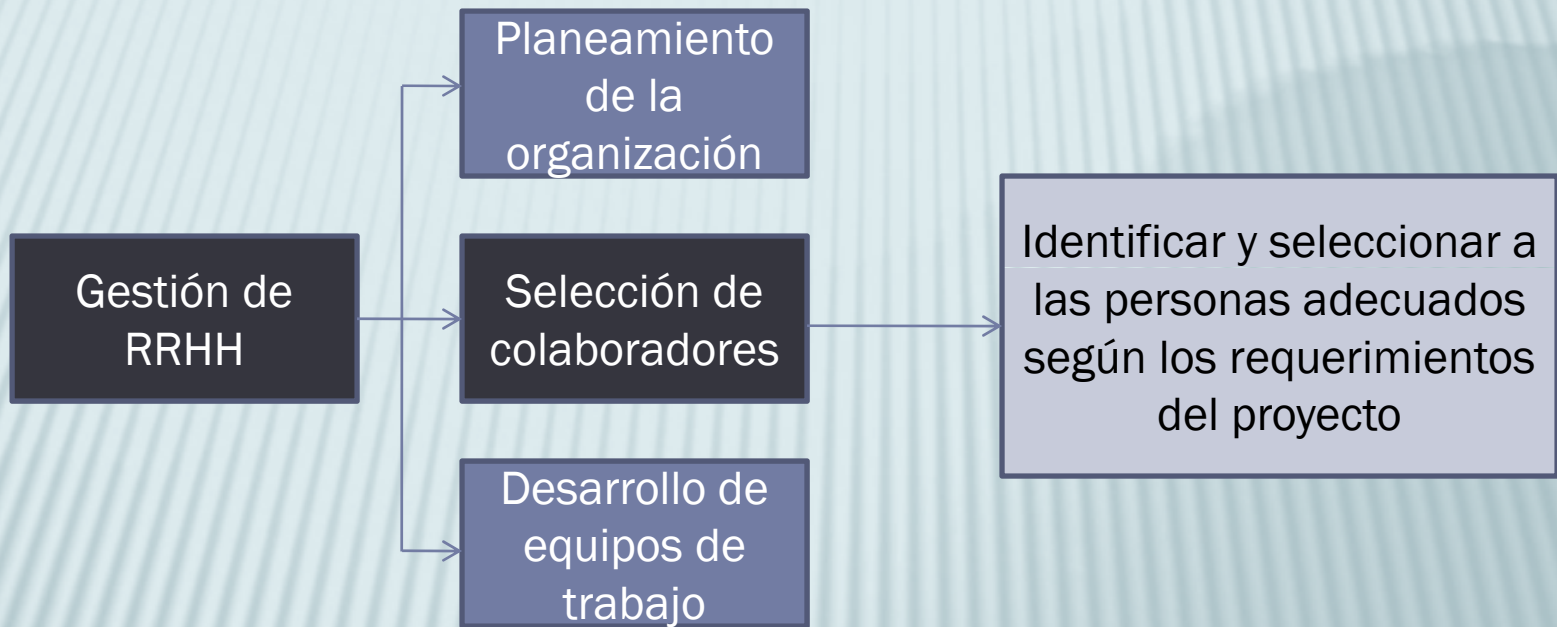 Planeamiento
de la
organización
Gestión de
RRHH
Selección de
colaboradores
Identificar y seleccionar a
las personas adecuados
según los requerimientos
del proyecto
Desarrollo de
equipos de
trabajo